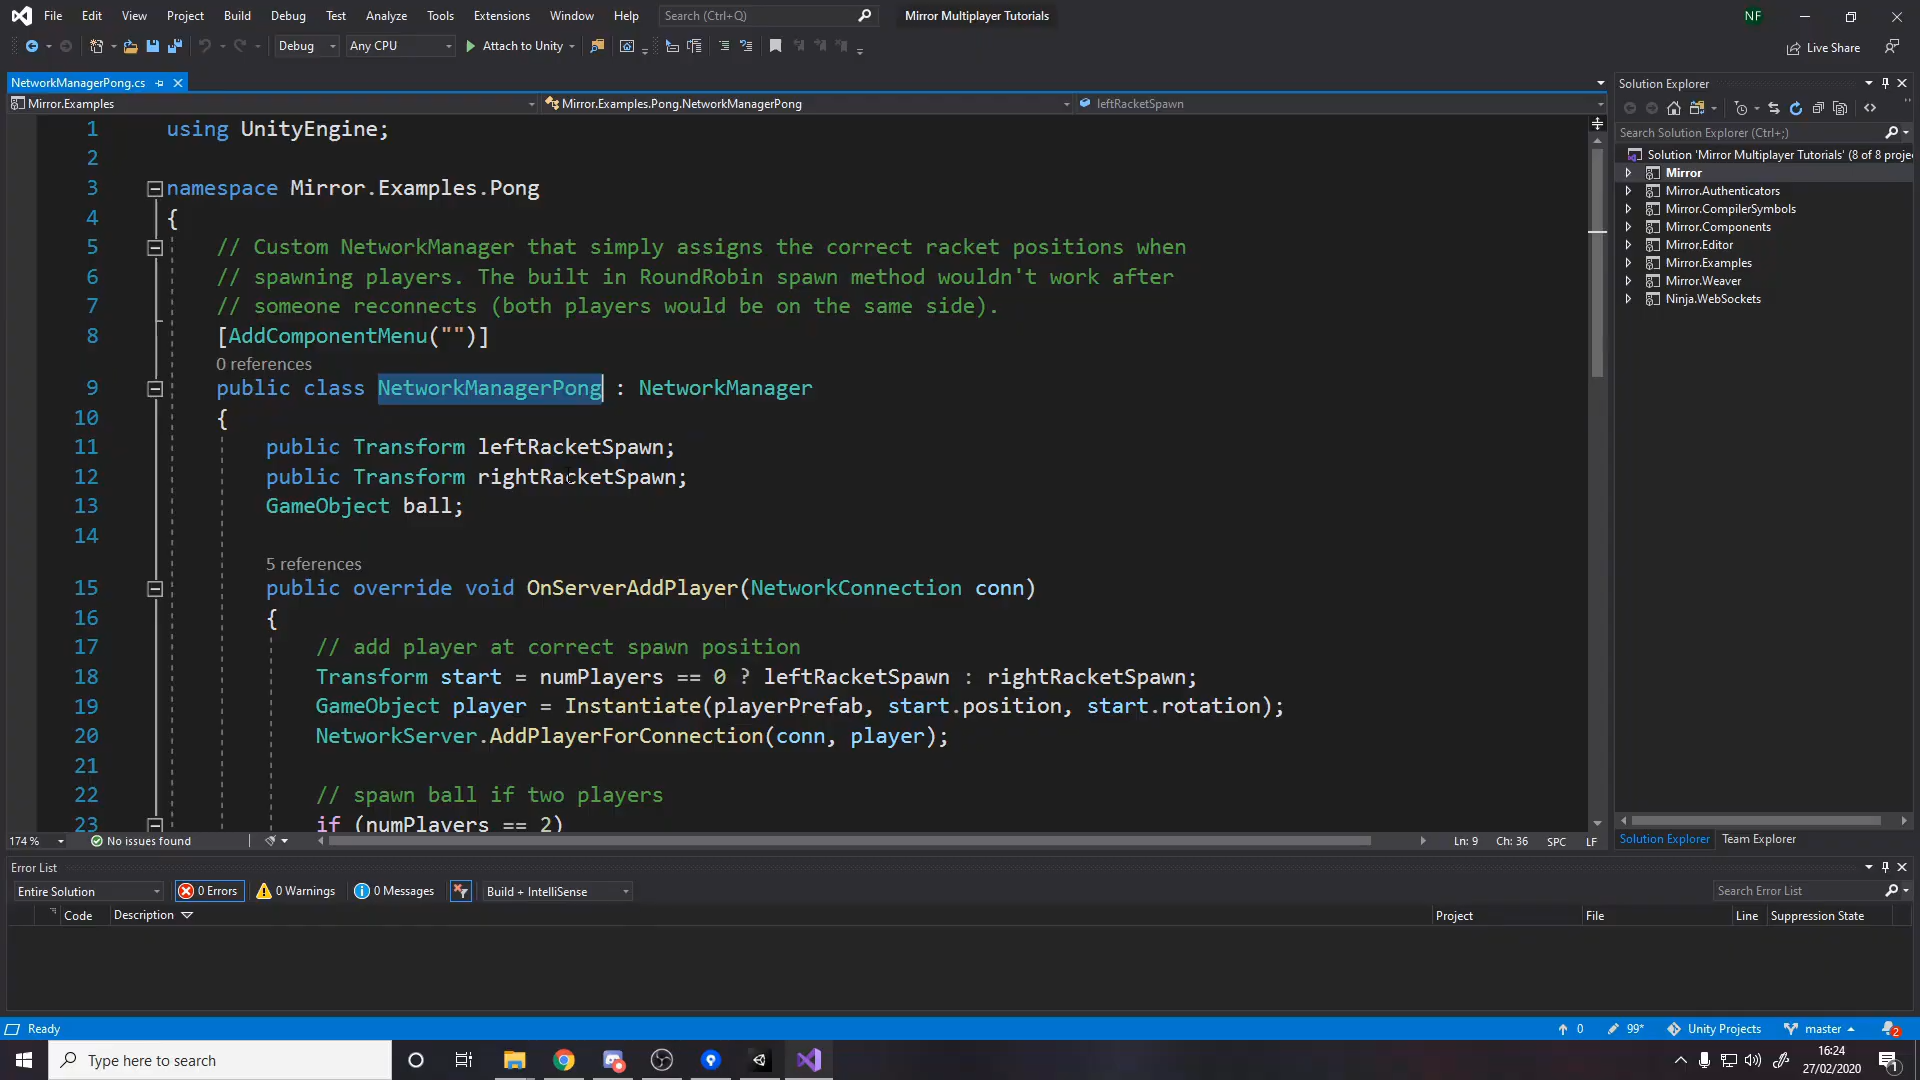 File Edit View Project Build Debug Test Analyze Tools Extensions Window Help Search (Ctrl+Q) Mirror Multiplayer Tutorials NF
Debug Any CPU Attach to Unity Live Share
NetworkManagerPong.cs
Mirror.Examples Mirror.Examples.Pong.NetworkManagerPong leftRacketSpawn
1 using UnityEngine;
2
3 namespace Mirror.Examples.Pong
4 {
5 // Custom NetworkManager that simply assigns the correct racket positions when
6 // spawning players. The built in RoundRobin spawn method wouldn't work after
7 // someone reconnects (both players would be on the same side).
8 [AddComponentMenu("")]
0 references
9 public class NetworkManagerPong : NetworkManager
10 {
11 public Transform leftRacketSpawn;
12 public Transform rightRacketSpawn;
13 GameObject ball;
14
5 references
15 public override void OnServerAddPlayer(NetworkConnection conn)
16 {
17 // add player at correct spawn position
18 Transform start = numPlayers == 0 ? leftRacketSpawn : rightRacketSpawn;
19 GameObject player = Instantiate(playerPrefab, start.position, start.rotation);
20 NetworkServer.AddPlayerForConnection(conn, player);
21
22 // spawn ball if two players
23 if (numPlayers == 2)
174 % No issues found Ln: 9 Ch: 36 SPC LF
Solution Explorer
Search Solution Explorer (Ctrl+;)
Solution 'Mirror Multiplayer Tutorials' (8 of 8 proje
Mirror
Mirror.Authenticators
Mirror.CompilerSymbols
Mirror.Components
Mirror.Editor
Mirror.Examples
Mirror.Weaver
Ninja.WebSockets
Solution Explorer Team Explorer
Error List
Entire Solution 0 Errors 0 Warnings 0 Messages Build + IntelliSense Search Error List
Code Description Project File Line Suppression State
Ready 0 99* Unity Projects master 2
Type here to search 16:24
27/02/2020 1